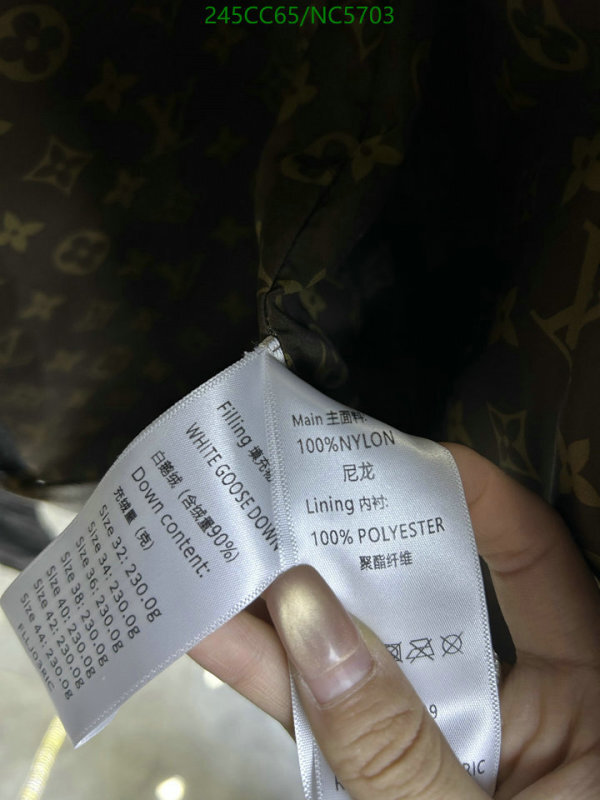 245CC65/NC5703
Filling 填充物
WHITE GOOSE DOWN
白鹅绒（含绒量90%）
Down content:
充绒量（克）
Size 32: 230.0g
Size 34: 230.0g
Size 36: 230.0g
Size 38: 230.0g
Size 40: 230.0g
Size 42: 230.0g
Size 44: 230.0g
Main 主面料:
100%NYLON
尼龙
Lining 内衬:
100% POLYESTER
聚酯纤维
9
RIC